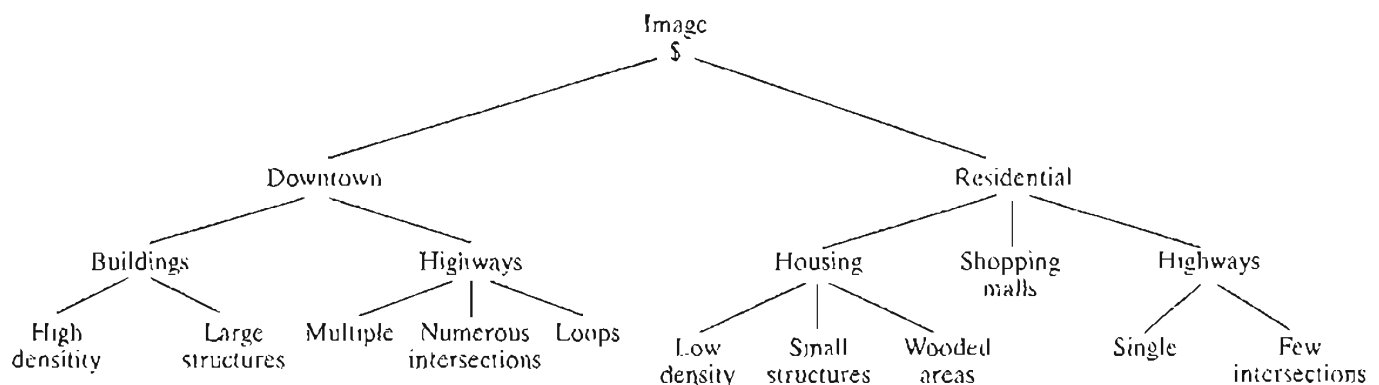 Image
$
Downtown
Residential
Buildings
Highways
Housing
Shopping
malls
Highways
High
densitity
Large
structures
Multiple
Numerous
intersections
Loops
Low
density
Small
structures
Wooded
areas
Single
Few
intersections